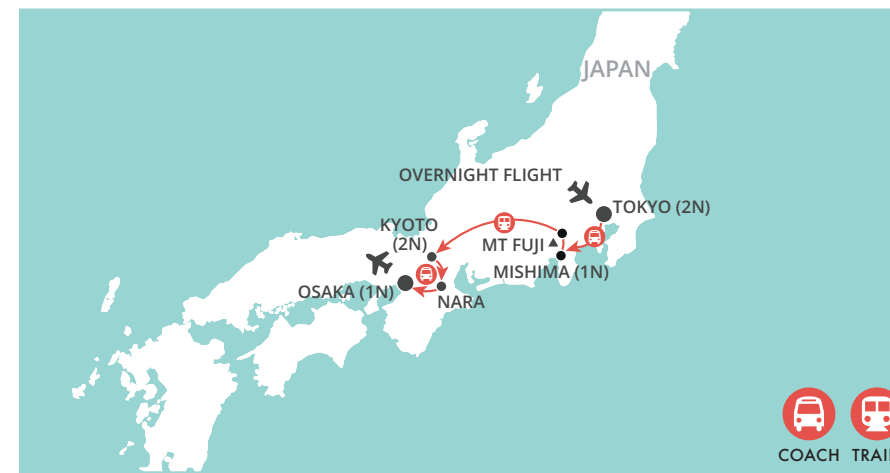 JAPAN
OVERNIGHT FLIGHT
TOKYO (2N)
KYOTO
(2N)
MT FUJI
MISHIMA (1N)
OSAKA (1N)
NARA
COACH